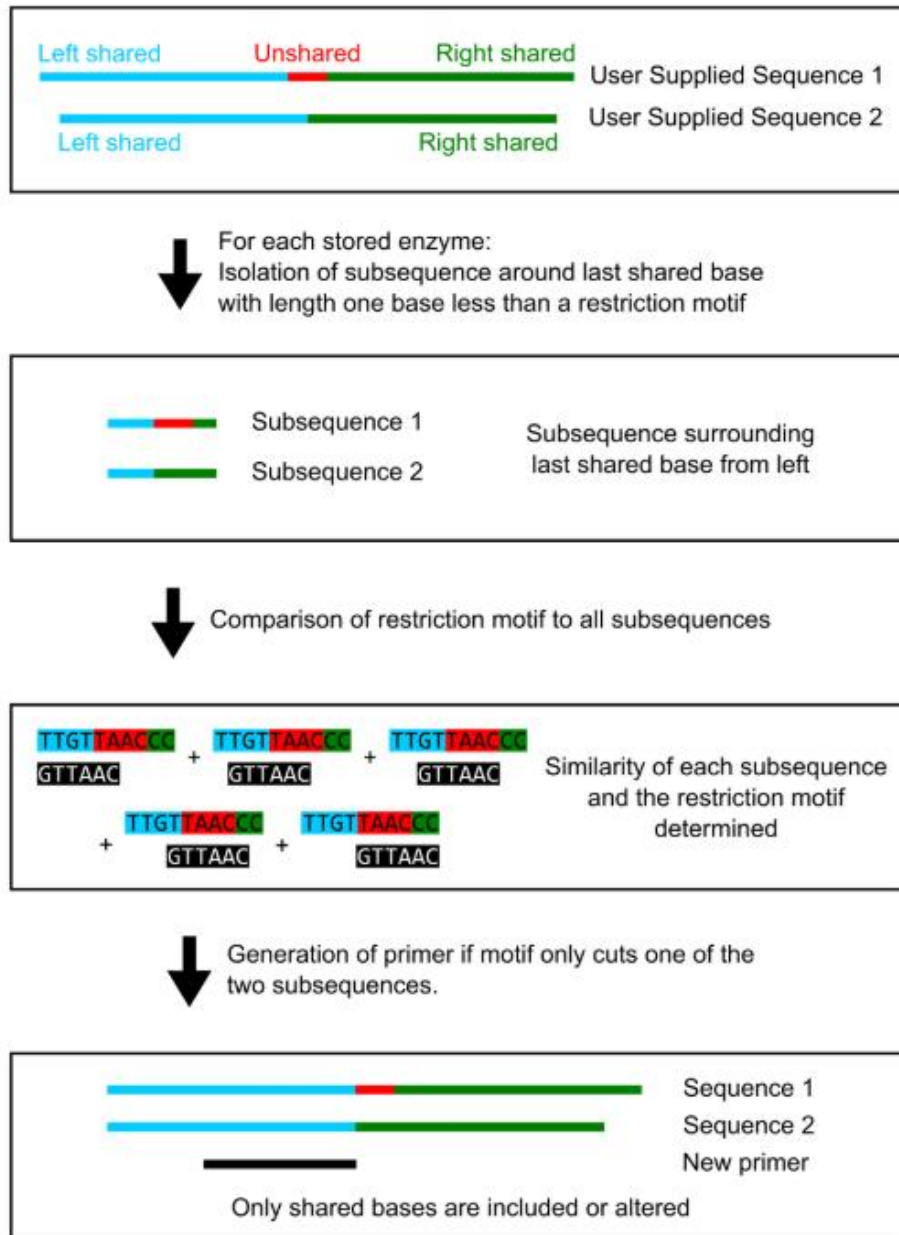 Left shared Unshared Right shared
User Supplied Sequence 1
User Supplied Sequence 2
Left shared Right shared
For each stored enzyme:
Isolation of subsequence around last shared base
with length one base less than a restriction motif
Subsequence 1
Subsequence 2
Subsequence surrounding
last shared base from left
Comparison of restriction motif to all subsequences
TTGTTAACCC + TTGTTAACCC + TTGTTAACCC
GTTAAC GTTAAC GTTAAC
+ TTGTTAACCC + TTGTTAACCC
GTTAAC GTTAAC
Similarity of each subsequence
and the restriction motif
determined
Generation of primer if motif only cuts one of the
two subsequences.
Sequence 1
Sequence 2
New primer
Only shared bases are included or altered